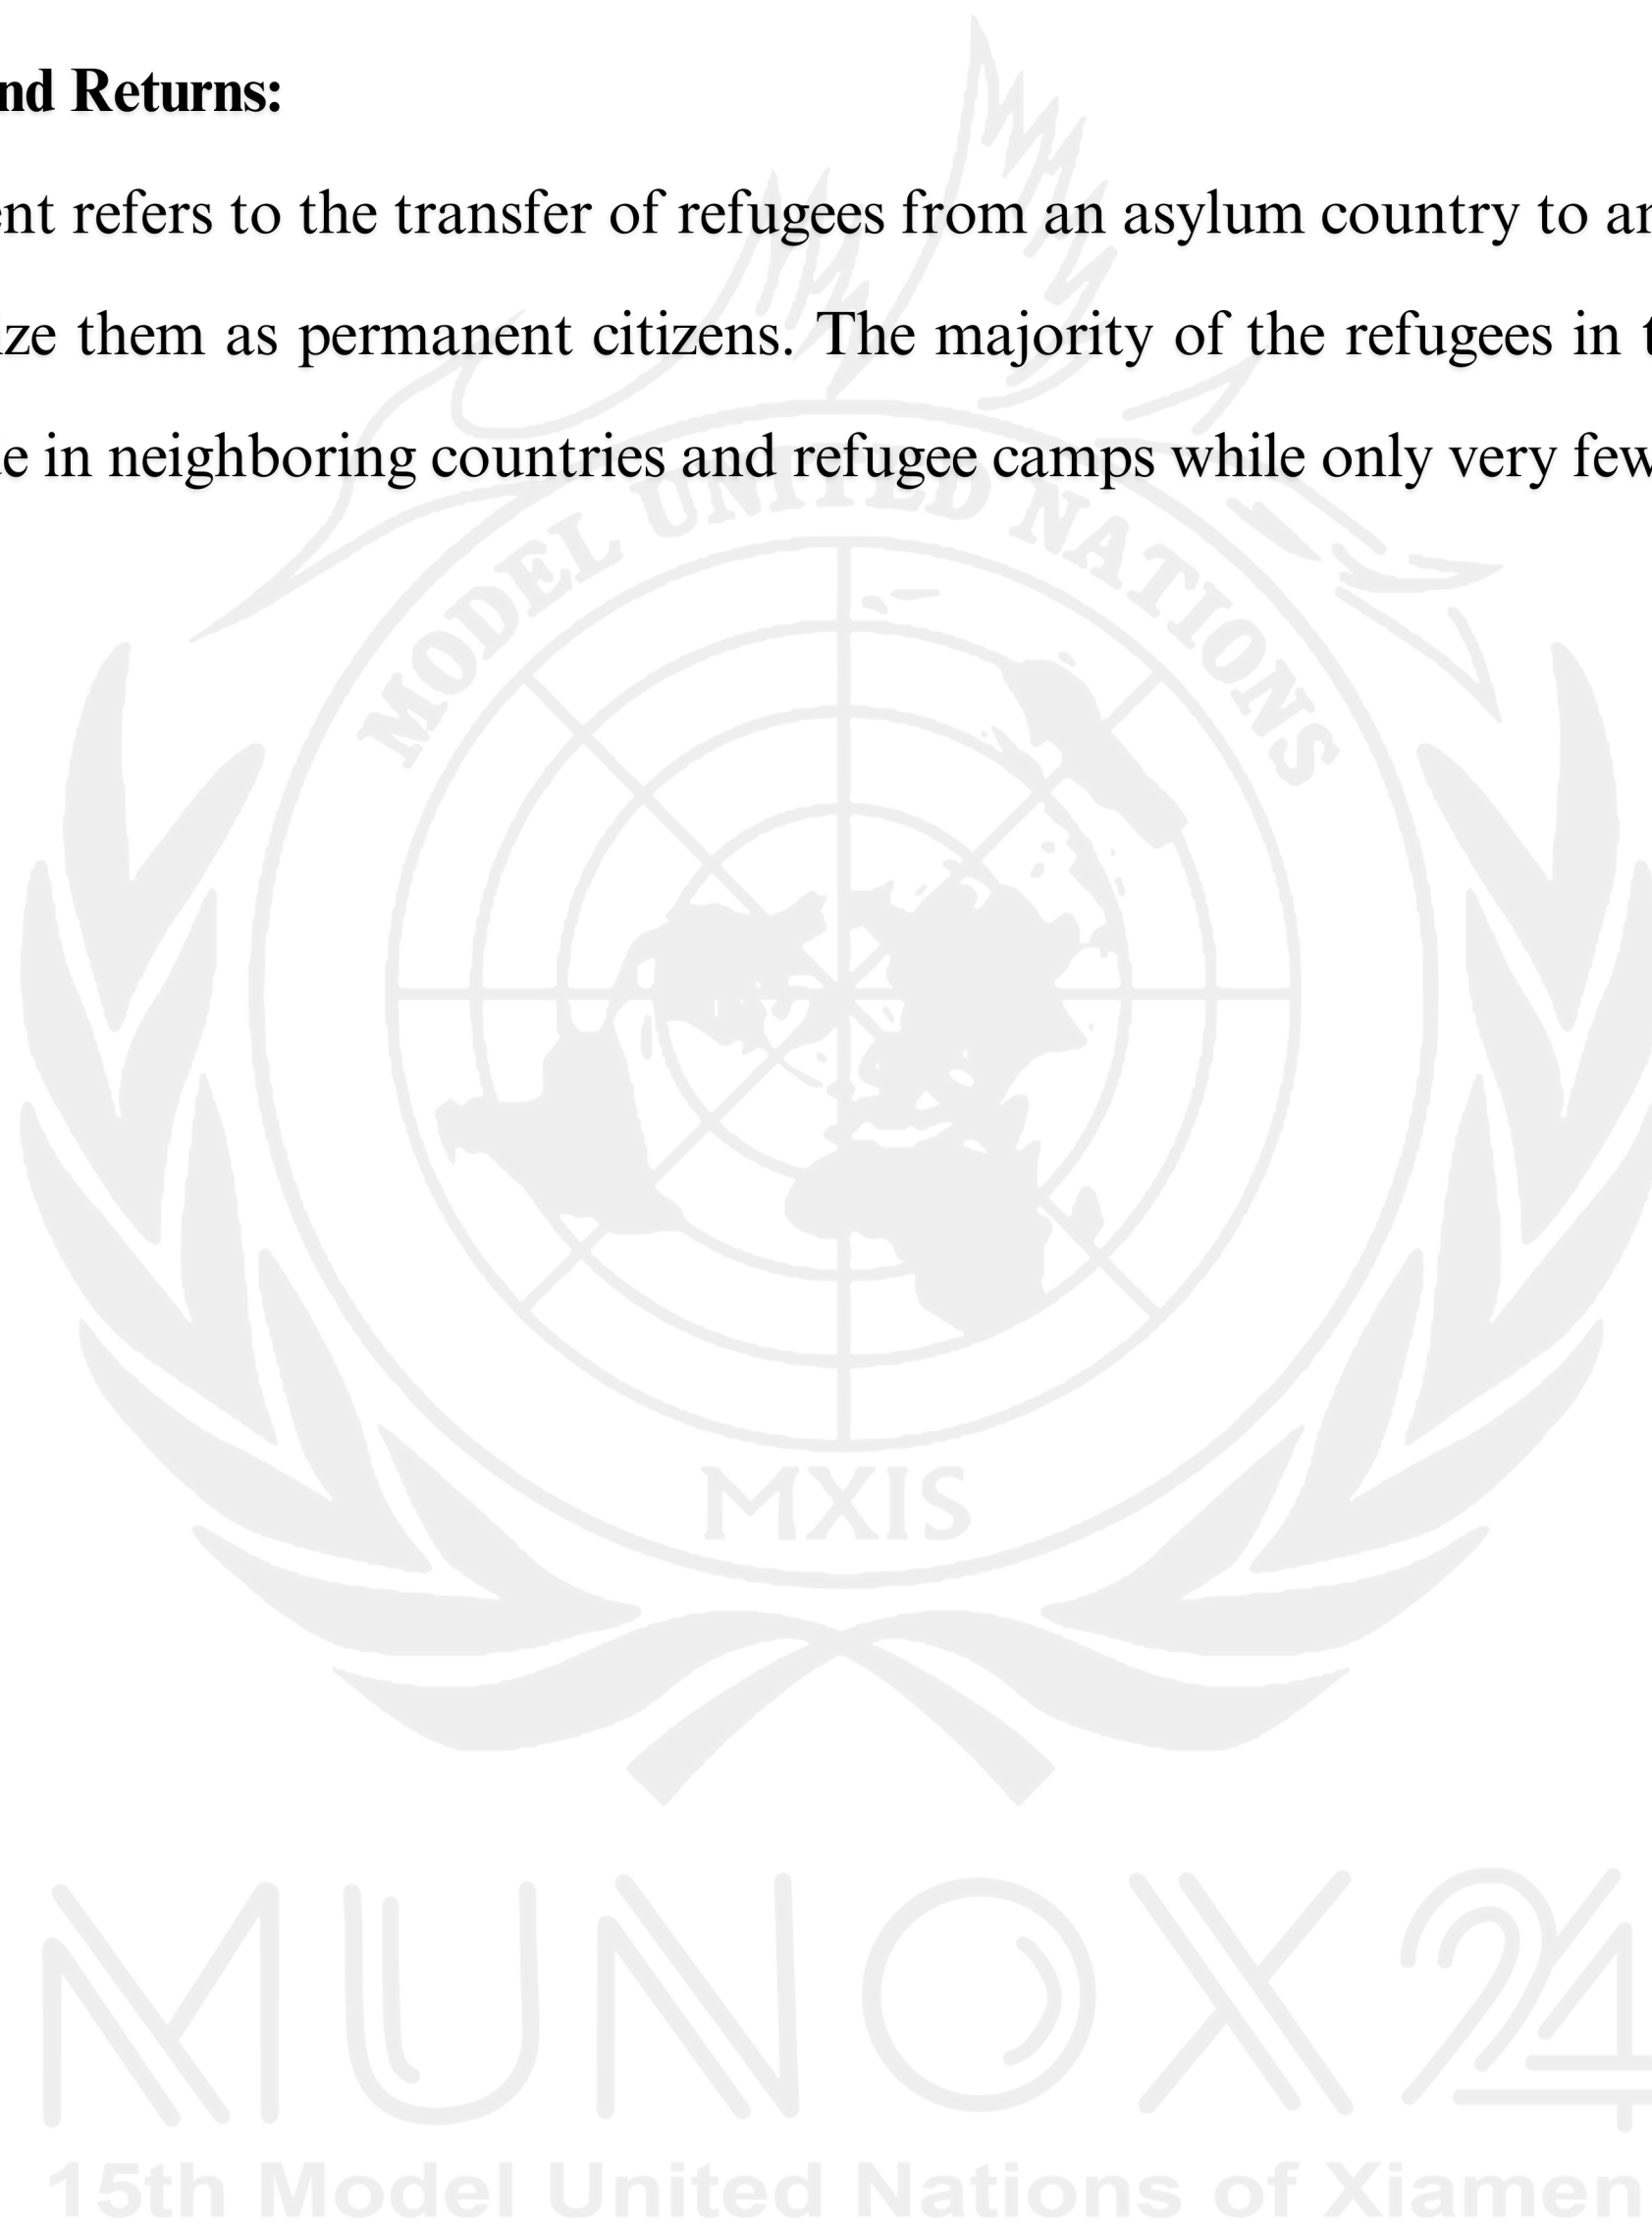 nd Returns:
ent refers to the transfer of refugees from an asylum country to an
ize them as permanent citizens. The majority of the refugees in t
e in neighboring countries and refugee camps while only very few
MODEL UNITED NATIONS
MXIS
MUNOX24
15th Model United Nations of Xiamen